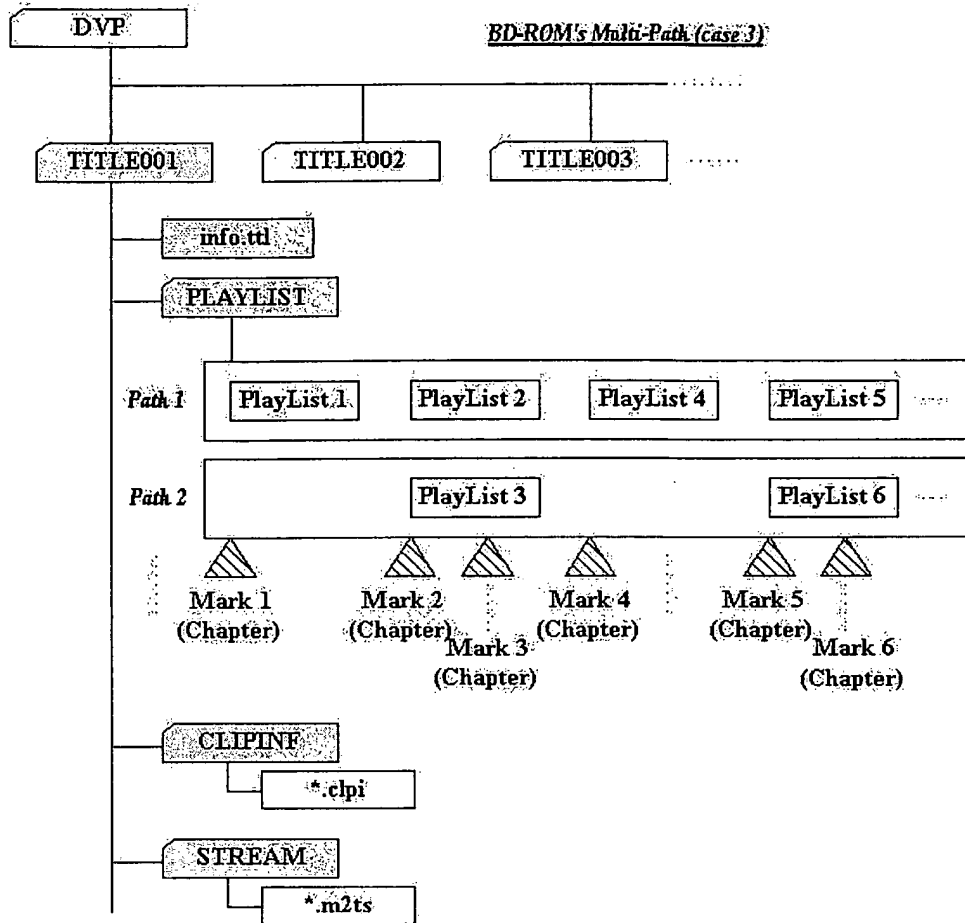 DVP
BD-ROM's Multi-Path (case 3)
TITLE001
TITLE002
TITLE003
info.ttl
PLAYLIST
Path 1
PlayList 1
PlayList 2
PlayList 4
PlayList 5
Path 2
PlayList 3
PlayList 6
Mark 1
(Chapter)
Mark 2
(Chapter)
Mark 3
(Chapter)
Mark 4
(Chapter)
Mark 5
(Chapter)
Mark 6
(Chapter)
CLIPINF
*.clpi
STREAM
*.m2ts